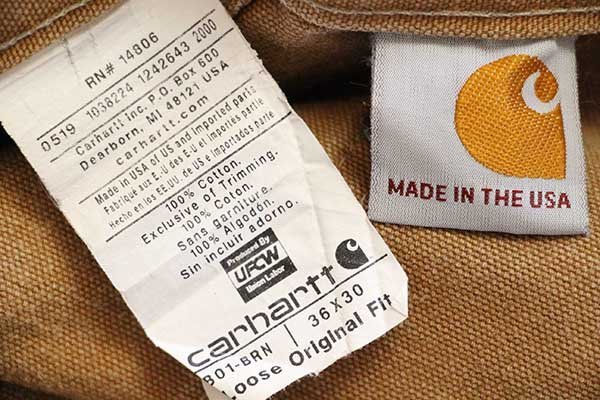 RN# 14806
0519 1038224 1242643 2000
Carhartt inc. P.O. Box 600
Dearborn, MI 48121 USA
carhartt.com
Made in USA of US and imported parts
Fabriqué aux É.-U des É.-U et importés partie
Hecho en los EE.UU. de US e importados parte
100% Cotton.
Exclusive of Trimming.
100% Coton.
Sans garniture.
100% Algodón.
Sin incluir adorno.
Produced By
UFCW
Union Labor
carhartt
B01-BRN 36X30
Loose Original Fit
MADE IN THE USA